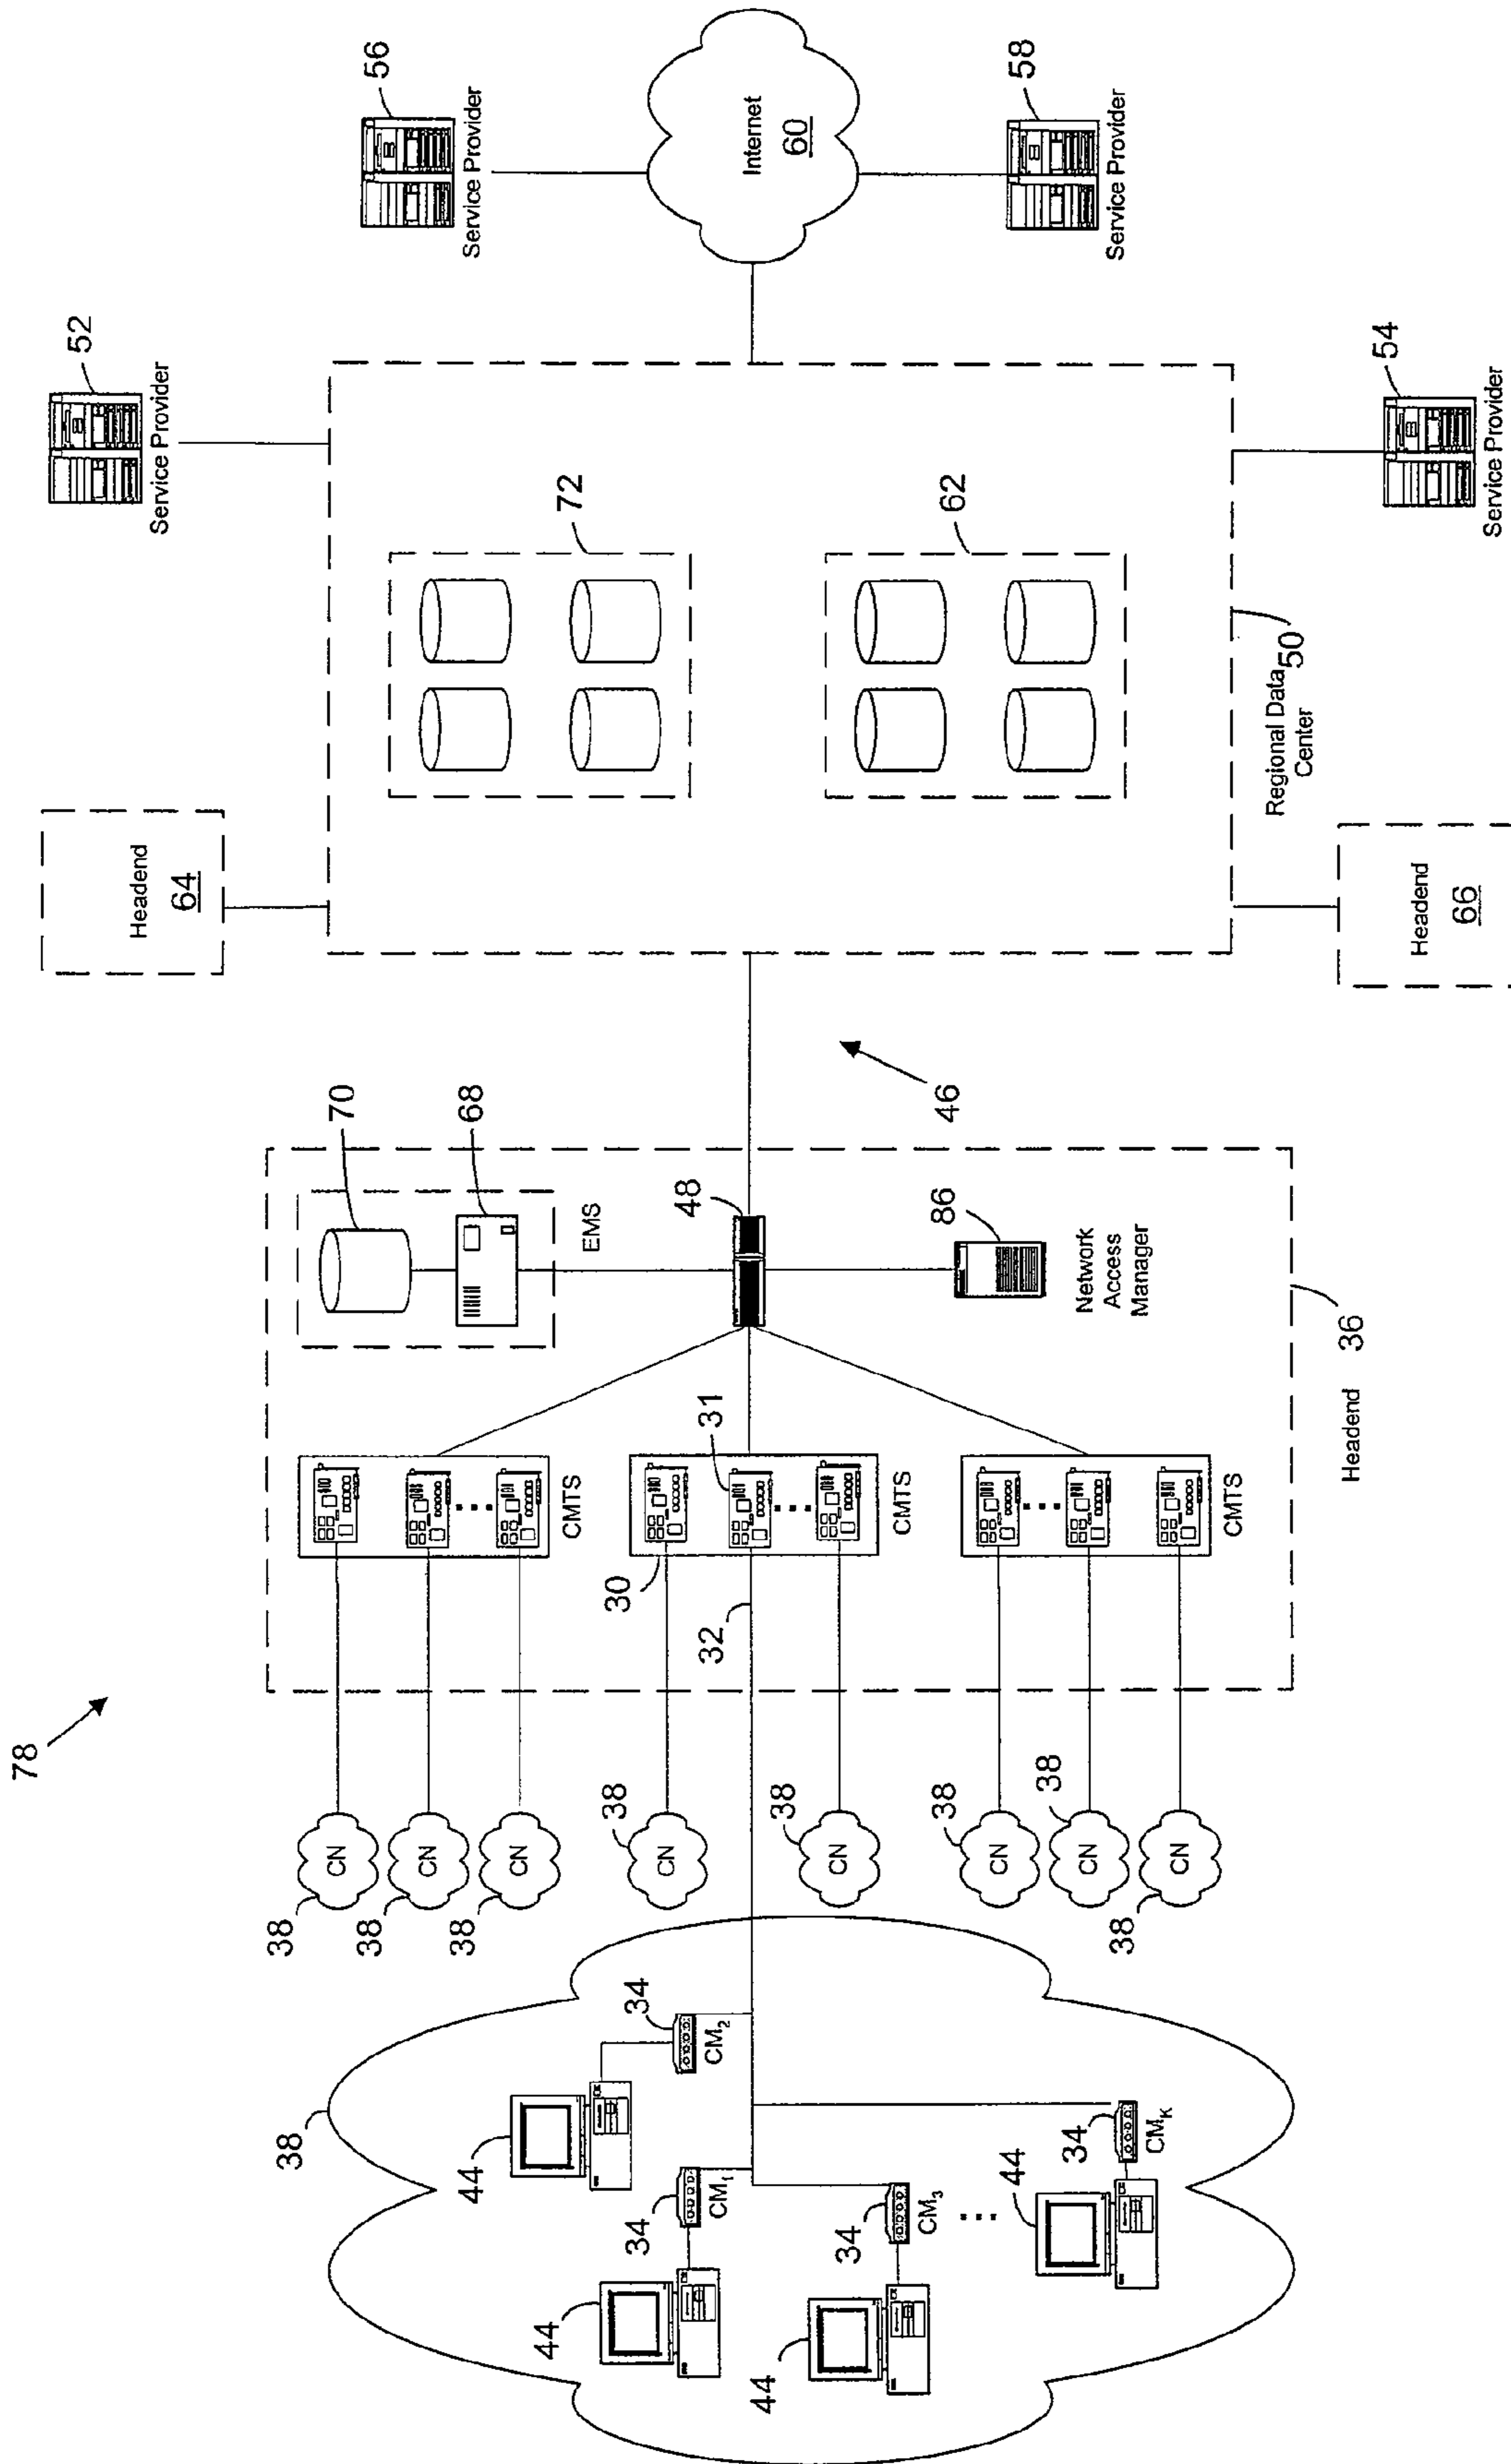 78
38
44
34
CM2
44
34
CM1
44
34
CM3
44
34
CMK
38
CN
38
CN
38
CN
38
CN
38
CN
38
CN
38
CN
38
CN
32
30
31
CMTS
CMTS
CMTS
70
68
EMS
48
86
Network
Access
Manager
Headend 36
46
Headend
64
Headend
66
72
62
Regional Data
Center
50
52
Service Provider
54
Service Provider
56
Service Provider
58
Service Provider
Internet
60